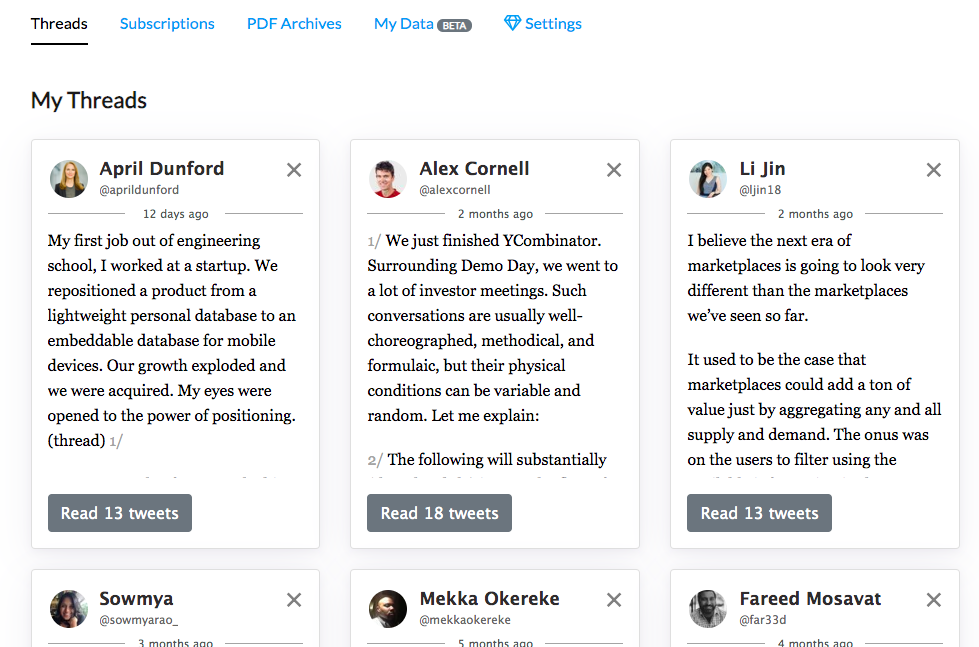 Threads Subscriptions PDF Archives My Data BETA Settings
My Threads
April Dunford
@aprildunford
12 days ago
My first job out of engineering
school, I worked at a startup. We
repositioned a product from a
lightweight personal database to an
embeddable database for mobile
devices. Our growth exploded and
we were acquired. My eyes were
opened to the power of positioning.
(thread) 1/
Read 13 tweets
Alex Cornell
@alexcornell
2 months ago
1/ We just finished YCombinator.
Surrounding Demo Day, we went to
a lot of investor meetings. Such
conversations are usually well-
choreographed, methodical, and
formulaic, but their physical
conditions can be variable and
random. Let me explain:
2/ The following will substantially
Read 18 tweets
Li Jin
@ljin18
2 months ago
I believe the next era of
marketplaces is going to look very
different than the marketplaces
we’ve seen so far.
It used to be the case that
marketplaces could add a ton of
value just by aggregating any and all
supply and demand. The onus was
on the users to filter using the
Read 13 tweets
Sowmya
@sowmyarao_
3 months ago
Mekka Okereke
@mekkaokereke
5 months ago
Fareed Mosavat
@far33d
4 months ago